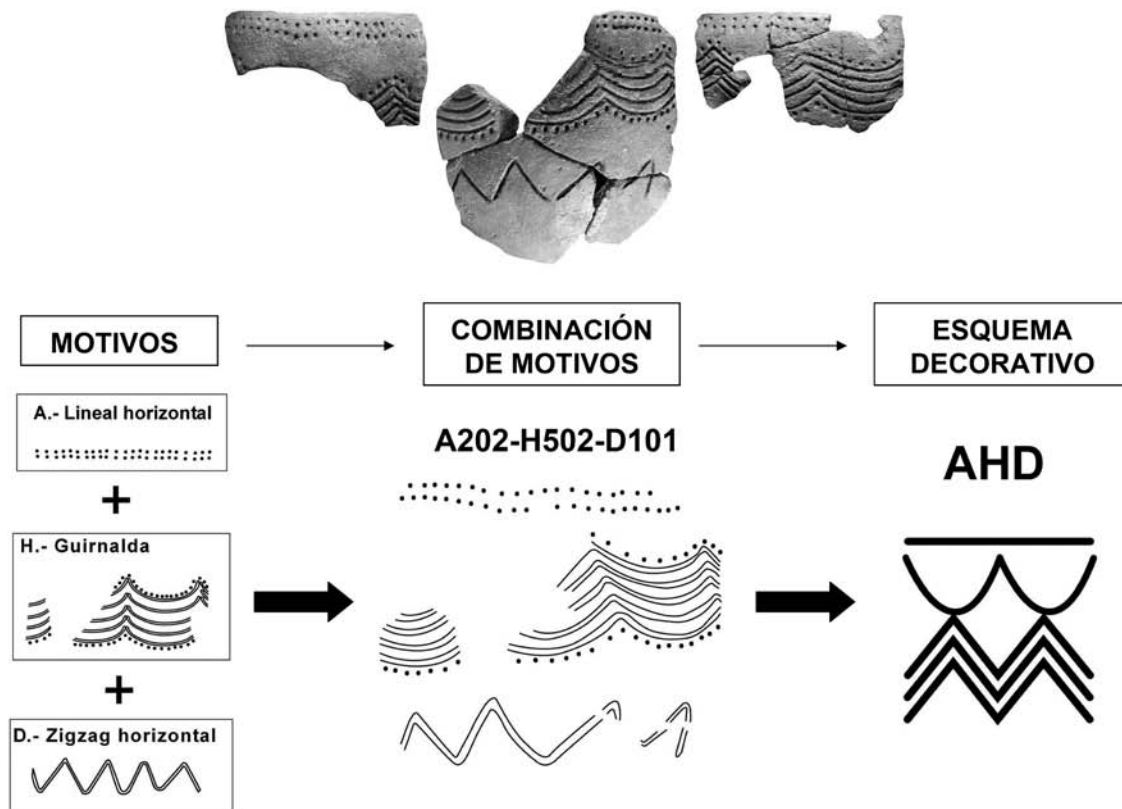 MOTIVOS
COMBINACIÓN
DE MOTIVOS
ESQUEMA
DECORATIVO
A.- Lineal horizontal
+
H.- Guirnalda
+
D.- Zigzag horizontal
A202-H502-D101
AHD